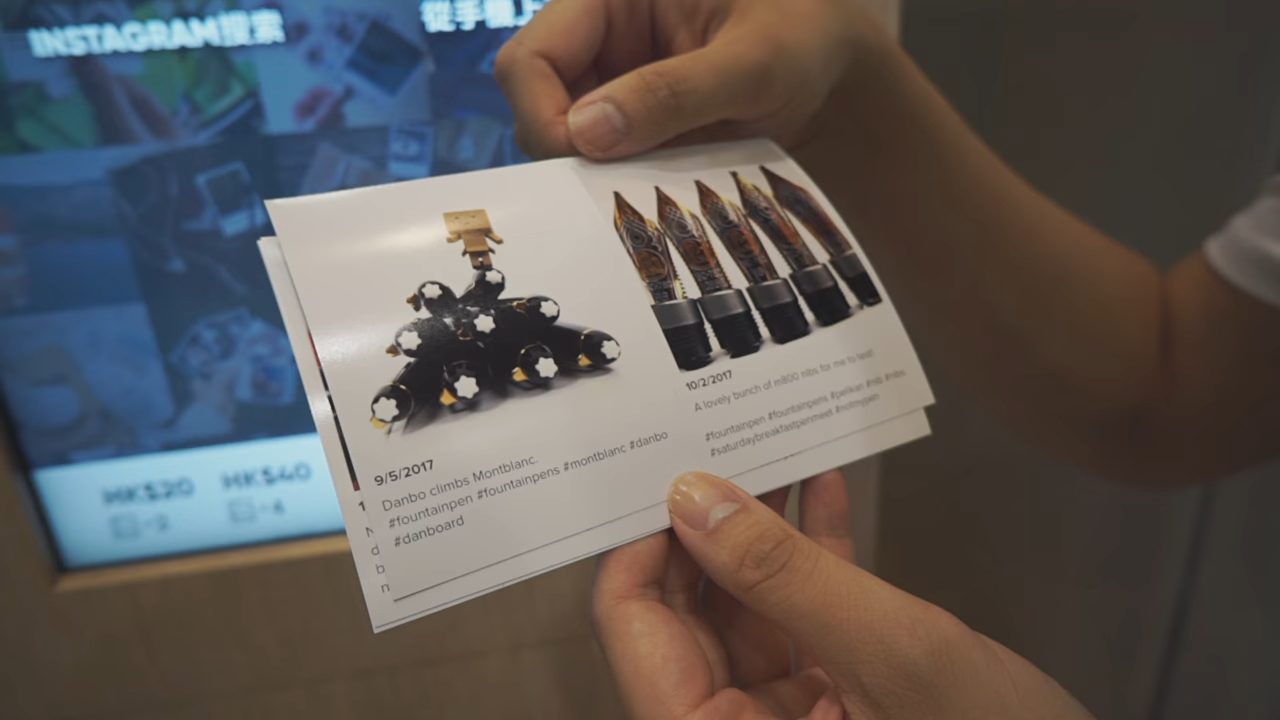 INSTAGRAM搜索
從手機上
HK$20
HK$40
9/5/2017
Danbo climbs Montblanc.
#fountainpen #fountainpens #montblanc #danbo
#danboard
10/2/2017
A lovely bunch of m800 nibs for me to test!
#fountainpen #fountainpens #pelikan #nib #nibs
#saturdaybreakfastpenmeet #notmypen